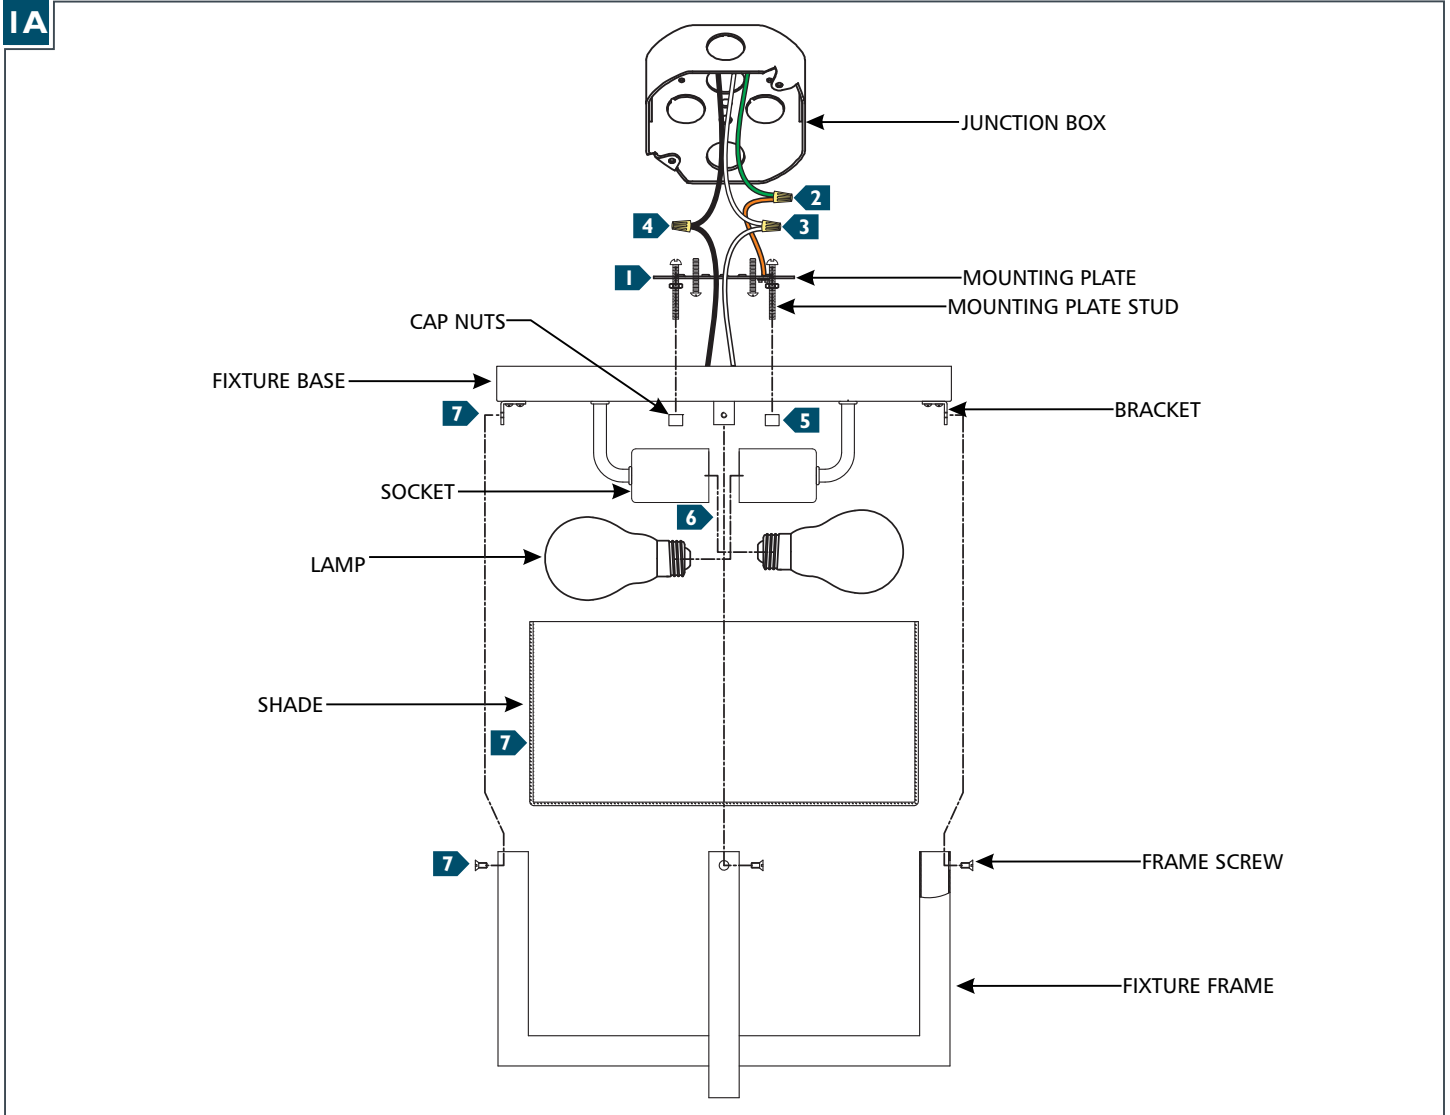 1A
JUNCTION BOX
2
4
3
1
MOUNTING PLATE
MOUNTING PLATE STUD
CAP NUTS
FIXTURE BASE
7
5
BRACKET
SOCKET
6
LAMP
SHADE
7
7
FRAME SCREW
FIXTURE FRAME